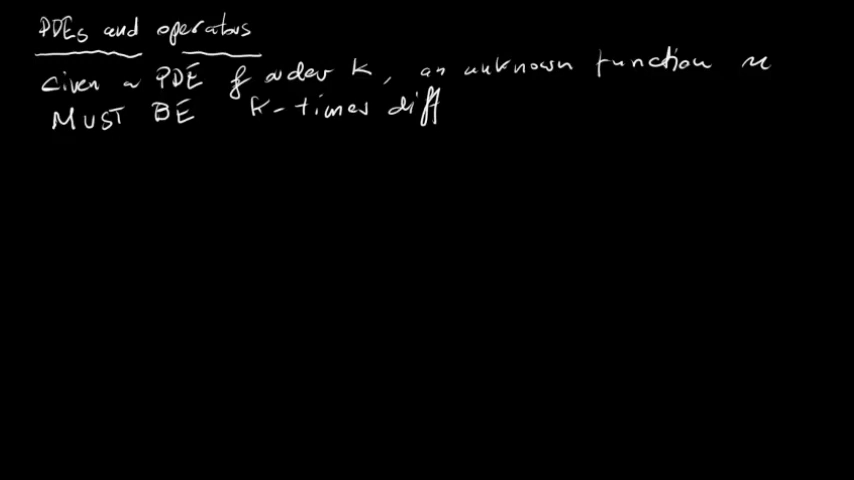 PDEs and operators
Given a PDE of order k, an unknown function u
MUST BE k-times diff